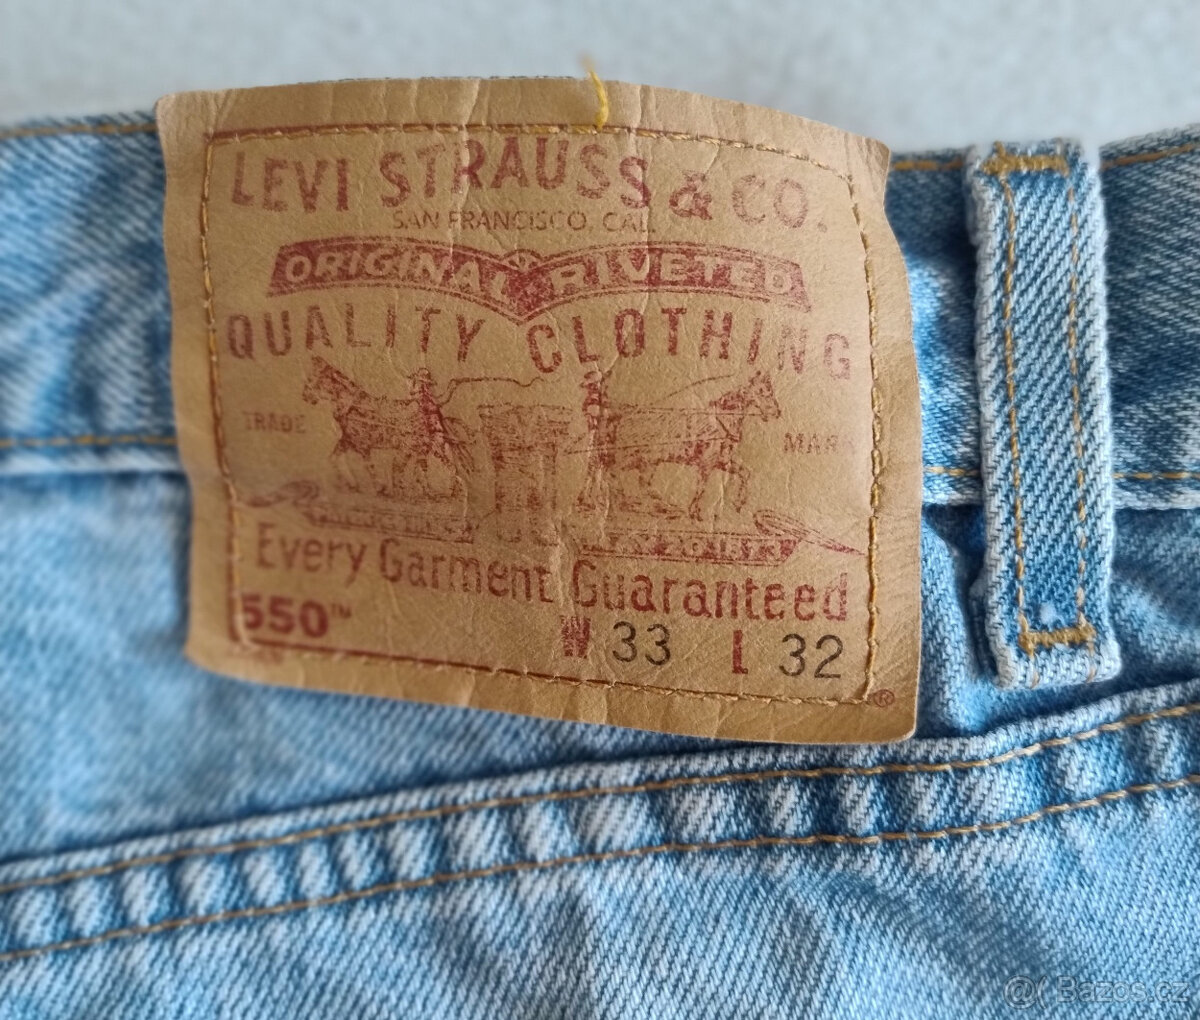 LEVI STRAUSS & CO.
SAN FRANCISCO, CAL
ORIGINAL RIVETED
QUALITY CLOTHING
TRADE MARK
Every Garment Guaranteed
550™
W 33 L 32
®
@( Bazos.cz